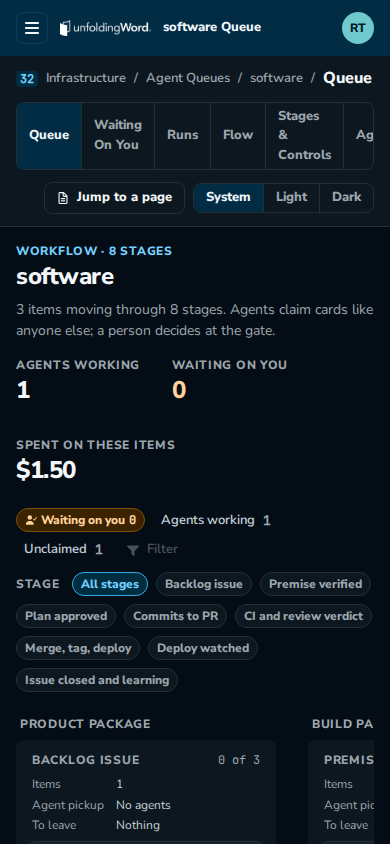 unfoldingWord. software Queue RT
32 Infrastructure / Agent Queues / software / Queue
Queue
Waiting
On You
Runs
Flow
Stages
&
Controls
Ag
Jump to a page
System Light Dark
WORKFLOW · 8 STAGES
software
3 items moving through 8 stages. Agents claim cards like
anyone else; a person decides at the gate.
AGENTS WORKING
1
WAITING ON YOU
0
SPENT ON THESE ITEMS
$1.50
Waiting on you 0 Agents working 1
Unclaimed 1 Filter
STAGE All stages Backlog issue Premise verified
Plan approved Commits to PR CI and review verdict
Merge, tag, deploy Deploy watched
Issue closed and learning
PRODUCT PACKAGE
BACKLOG ISSUE 0 of 3
Items 1
Agent pickup No agents
To leave Nothing
BUILD PA
PREMIS
Items
Agent pic
To leave